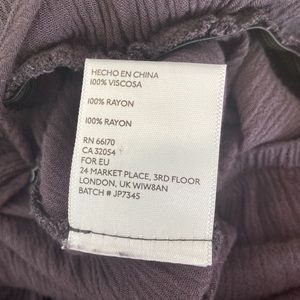 HECHO EN CHINA
100% VISCOSA
100% RAYON
100% RAYON
RN 66170
CA 32054
FOR EU
24 MARKET PLACE, 3RD FLOOR
LONDON, UK W1W8AN
BATCH # JP7345